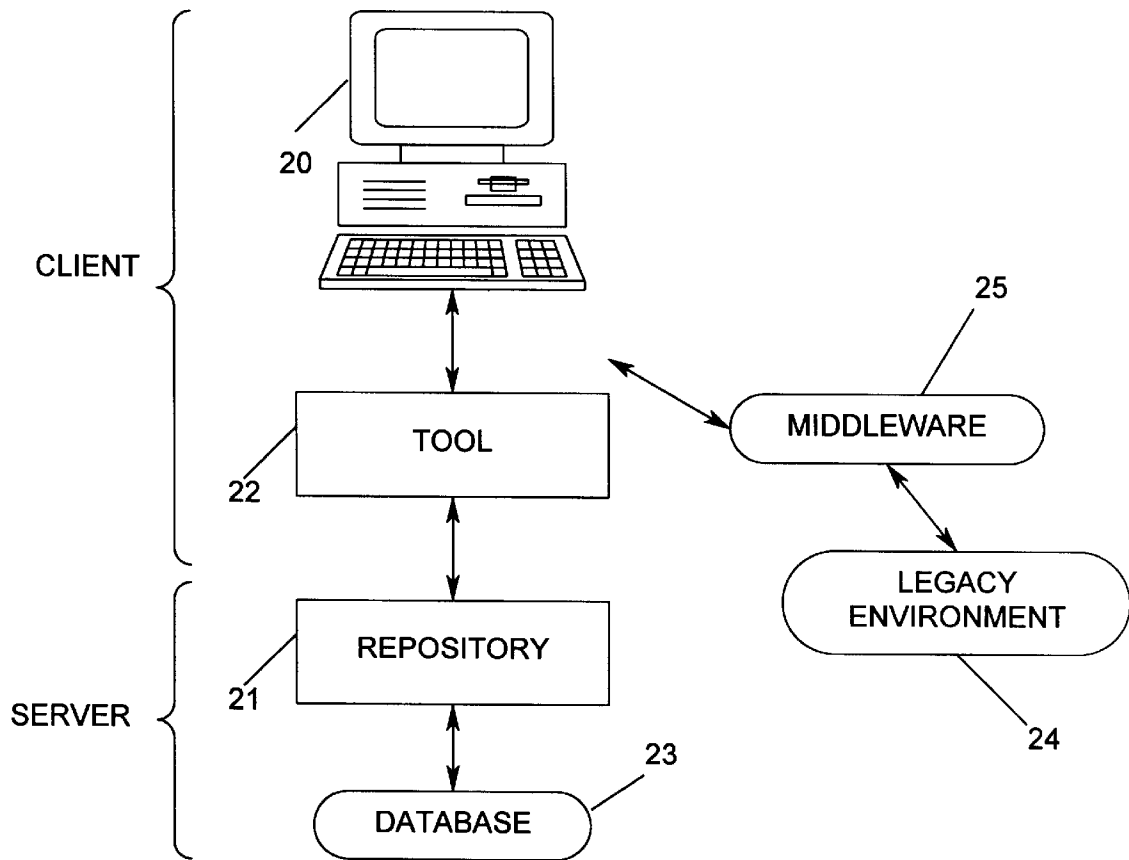 20
CLIENT
25
MIDDLEWARE
TOOL
22
LEGACY
ENVIRONMENT
REPOSITORY
21
SERVER
24
23
DATABASE